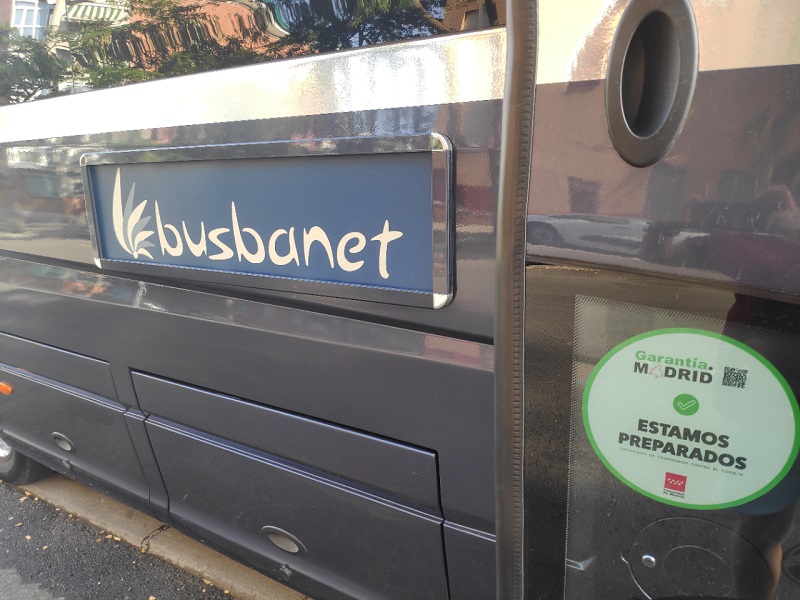 busbanet
Garantía.
MADRID
ESTAMOS
PREPARADOS